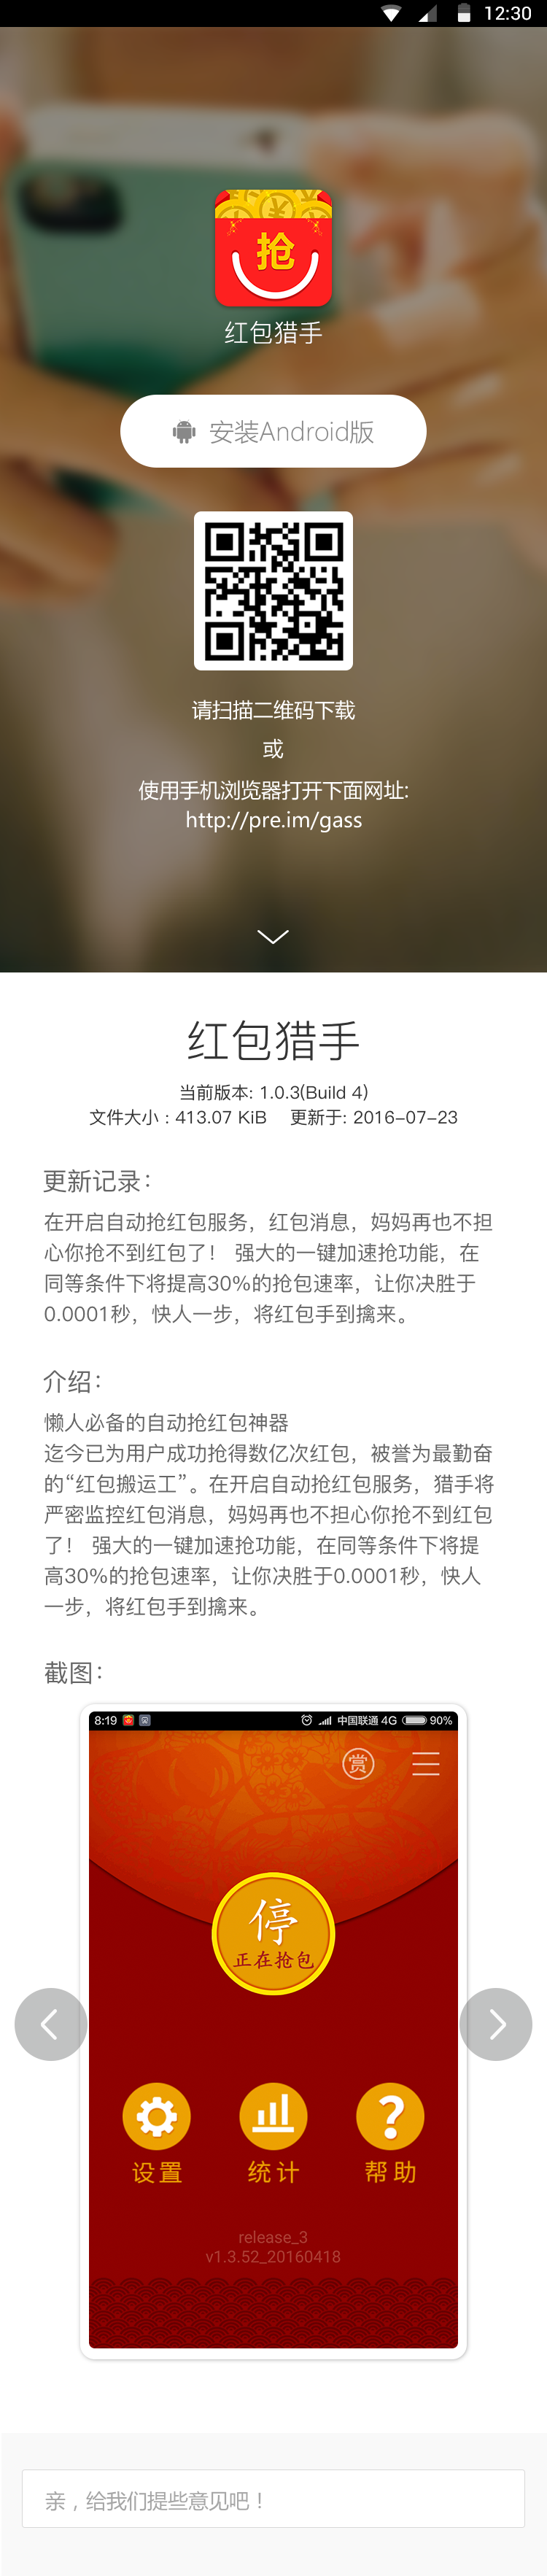 12:30
抢
红包猎手
安装Android版
请扫描二维码下载
或
使用手机浏览器打开下面网址:
http://pre.im/gass
红包猎手
当前版本: 1.0.3(Build 4)
文件大小 : 413.07 KiB 更新于: 2016-07-23
更新记录：
在开启自动抢红包服务，红包消息，妈妈再也不担
心你抢不到红包了！ 强大的一键加速抢功能，在
同等条件下将提高30%的抢包速率，让你决胜于
0.0001秒，快人一步，将红包手到擒来。
介绍：
懒人必备的自动抢红包神器
迄今已为用户成功抢得数亿次红包，被誉为最勤奋
的“红包搬运工”。在开启自动抢红包服务，猎手将
严密监控红包消息，妈妈再也不担心你抢不到红包
了！ 强大的一键加速抢功能，在同等条件下将提
高30%的抢包速率，让你决胜于0.0001秒，快人
一步，将红包手到擒来。
截图：
8:19 中国联通 4G 90%
赏
停
正在抢包
设置 统计 帮助
release_3
v1.3.52_20160418
亲，给我们提些意见吧！